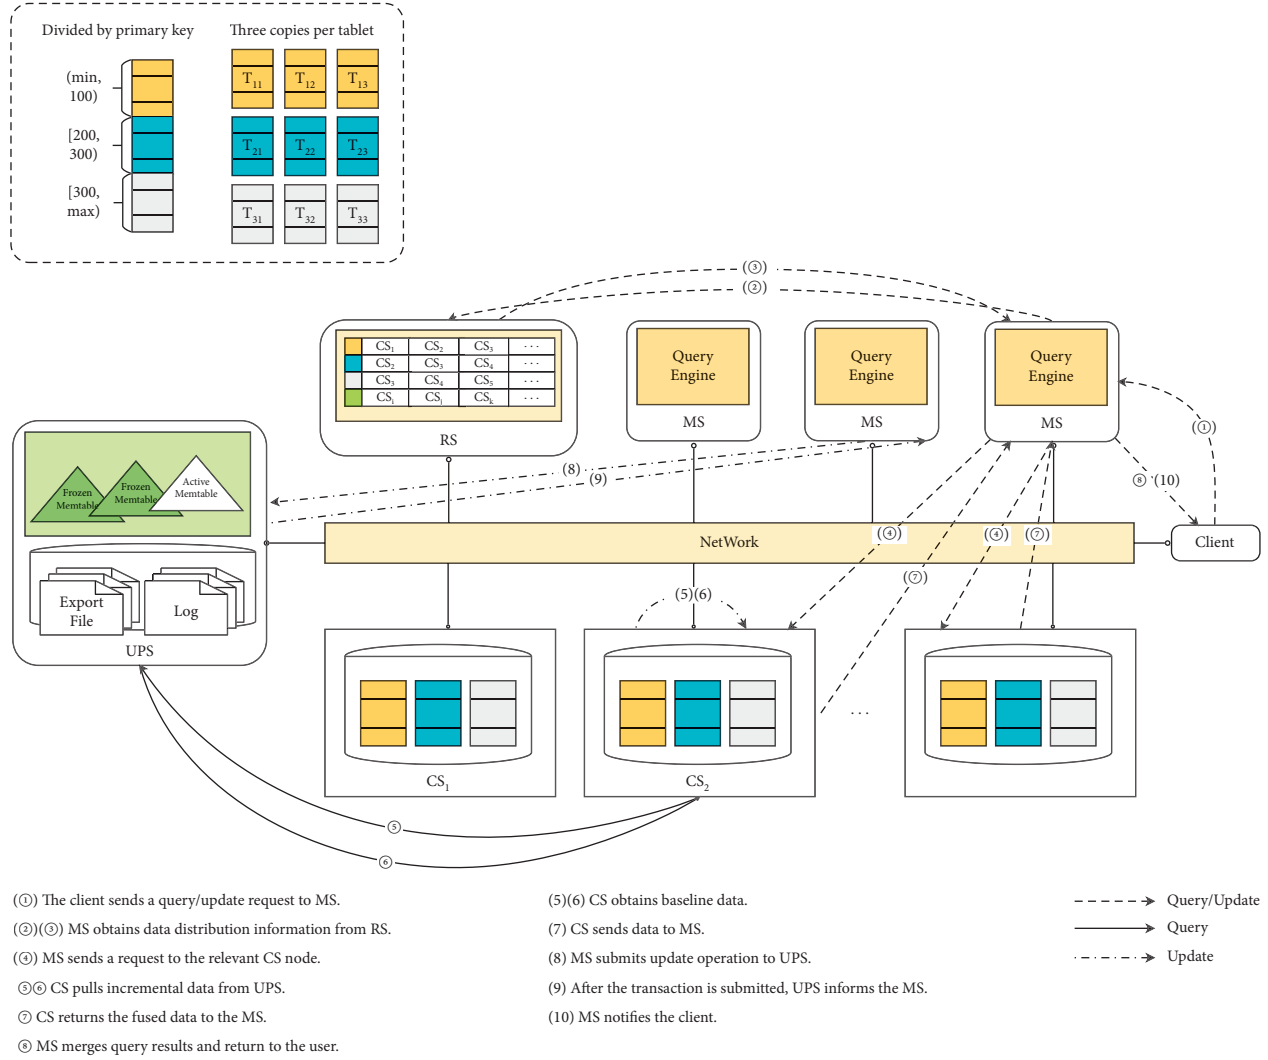 Divided by primary key
Three copies per tablet
(min,
100)
[200,
300)
[300,
max)
T11 T12 T13
T21 T22 T23
T31 T32 T33
(③)
(②)
CS1 CS2 CS3 ...
CS2 CS3 CS4 ...
CS3 CS4 CS5 ...
CSi CSj CSk ...
RS
Query
Engine
MS
Query
Engine
MS
Query
Engine
MS
(①)
(8)
(9)
⑧ (10)
Frozen
Memtable
Frozen
Memtable
Active
Memtable
Export
File
Log
UPS
NetWork
(④)
(④)
(⑦)
(⑦)
Client
(5)(6)
CS1
CS2
...
⑤
⑥
(①) The client sends a query/update request to MS.
(②)(③) MS obtains data distribution information from RS.
(④) MS sends a request to the relevant CS node.
⑤⑥ CS pulls incremental data from UPS.
⑦ CS returns the fused data to the MS.
⑧ MS merges query results and return to the user.
(5)(6) CS obtains baseline data.
(7) CS sends data to MS.
(8) MS submits update operation to UPS.
(9) After the transaction is submitted, UPS informs the MS.
(10) MS notifies the client.
Query/Update
Query
Update